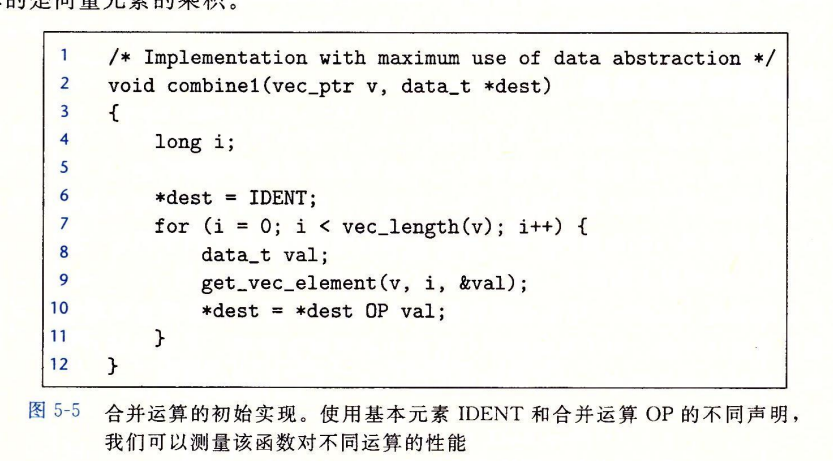 的是向量元素的乘积。
1 /* Implementation with maximum use of data abstraction */
2 void combine1(vec_ptr v, data_t *dest)
3 {
4     long i;
5
6     *dest = IDENT;
7     for (i = 0; i < vec_length(v); i++) {
8         data_t val;
9         get_vec_element(v, i, &val);
10         *dest = *dest OP val;
11     }
12 }
图 5-5 合并运算的初始实现。使用基本元素 IDENT 和合并运算 OP 的不同声明，
我们可以测量该函数对不同运算的性能